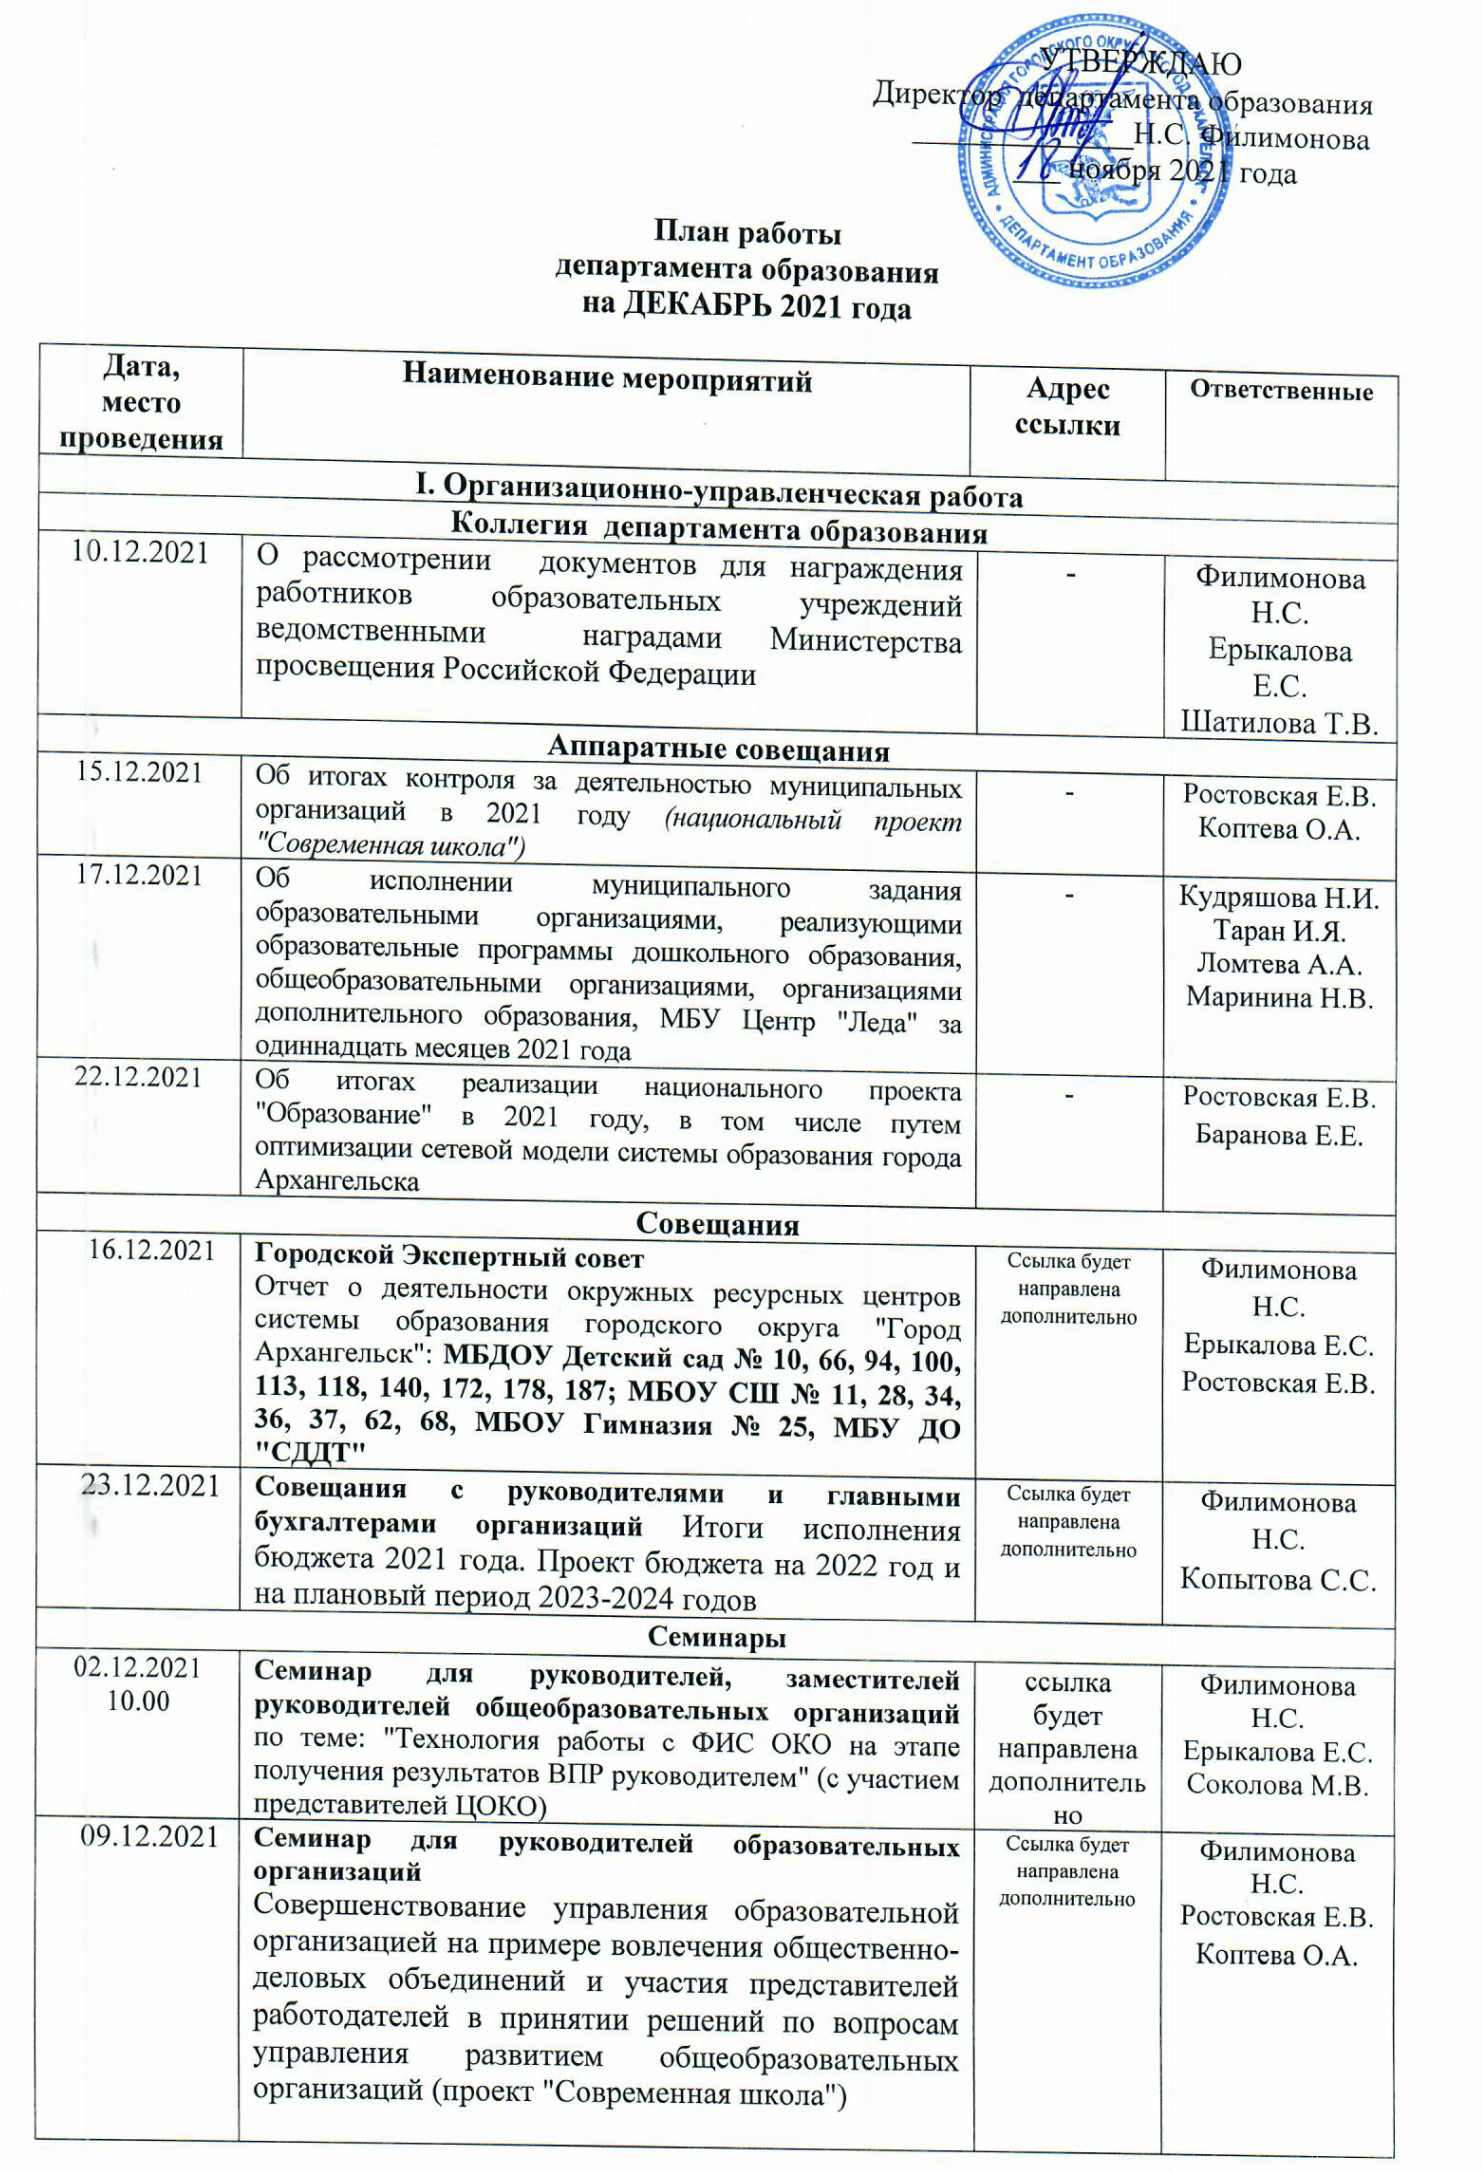 УТВЕРЖДАЮ
Директор департамента образования
Н.С. Филимонова
18 ноября 2021 года
ДЕПАРТАМЕНТ ОБРАЗОВАНИЯ
План работы
департамента образования
на ДЕКАБРЬ 2021 года
Дата,
место
проведения
Наименование мероприятий
Адрес
ссылки
Ответственные
I. Организационно-управленческая работа
Коллегия департамента образования
10.12.2021
О рассмотрении документов для награждения
работников образовательных учреждений
ведомственными наградами Министерства
просвещения Российской Федерации
-
Филимонова
Н.С.
Ерыкалова
Е.С.
Шатилова Т.В.
Аппаратные совещания
15.12.2021
Об итогах контроля за деятельностью муниципальных
организаций в 2021 году (национальный проект
"Современная школа")
-
Ростовская Е.В.
Коптева О.А.
17.12.2021
Об исполнении муниципального задания
образовательными организациями, реализующими
образовательные программы дошкольного образования,
общеобразовательными организациями, организациями
дополнительного образования, МБУ Центр "Леда" за
одиннадцать месяцев 2021 года
-
Кудряшова Н.И.
Таран И.Я.
Ломтева А.А.
Маринина Н.В.
22.12.2021
Об итогах реализации национального проекта
"Образование" в 2021 году, в том числе путем
оптимизации сетевой модели системы образования города
Архангельска
-
Ростовская Е.В.
Баранова Е.Е.
Совещания
16.12.2021
Городской Экспертный совет
Отчет о деятельности окружных ресурсных центров
системы образования городского округа "Город
Архангельск": МБДОУ Детский сад № 10, 66, 94, 100,
113, 118, 140, 172, 178, 187; МБОУ СШ № 11, 28, 34,
36, 37, 62, 68, МБОУ Гимназия № 25, МБУ ДО
"СДДТ"
Ссылка будет
направлена
дополнительно
Филимонова
Н.С.
Ерыкалова Е.С.
Ростовская Е.В.
23.12.2021
Совещания с руководителями и главными
бухгалтерами организаций Итоги исполнения
бюджета 2021 года. Проект бюджета на 2022 год и
на плановый период 2023-2024 годов
Ссылка будет
направлена
дополнительно
Филимонова
Н.С.
Копытова С.С.
Семинары
02.12.2021
10.00
Семинар для руководителей, заместителей
руководителей общеобразовательных организаций
по теме: "Технология работы с ФИС ОКО на этапе
получения результатов ВПР руководителем" (с участием
представителей ЦОКО)
ссылка
будет
направлена
дополнитель
но
Филимонова
Н.С.
Ерыкалова Е.С.
Соколова М.В.
09.12.2021
Семинар для руководителей образовательных
организаций
Совершенствование управления образовательной
организацией на примере вовлечения общественно-
деловых объединений и участия представителей
работодателей в принятии решений по вопросам
управления развитием общеобразовательных
организаций (проект "Современная школа")
Ссылка будет
направлена
дополнительно
Филимонова
Н.С.
Ростовская Е.В.
Коптева О.А.